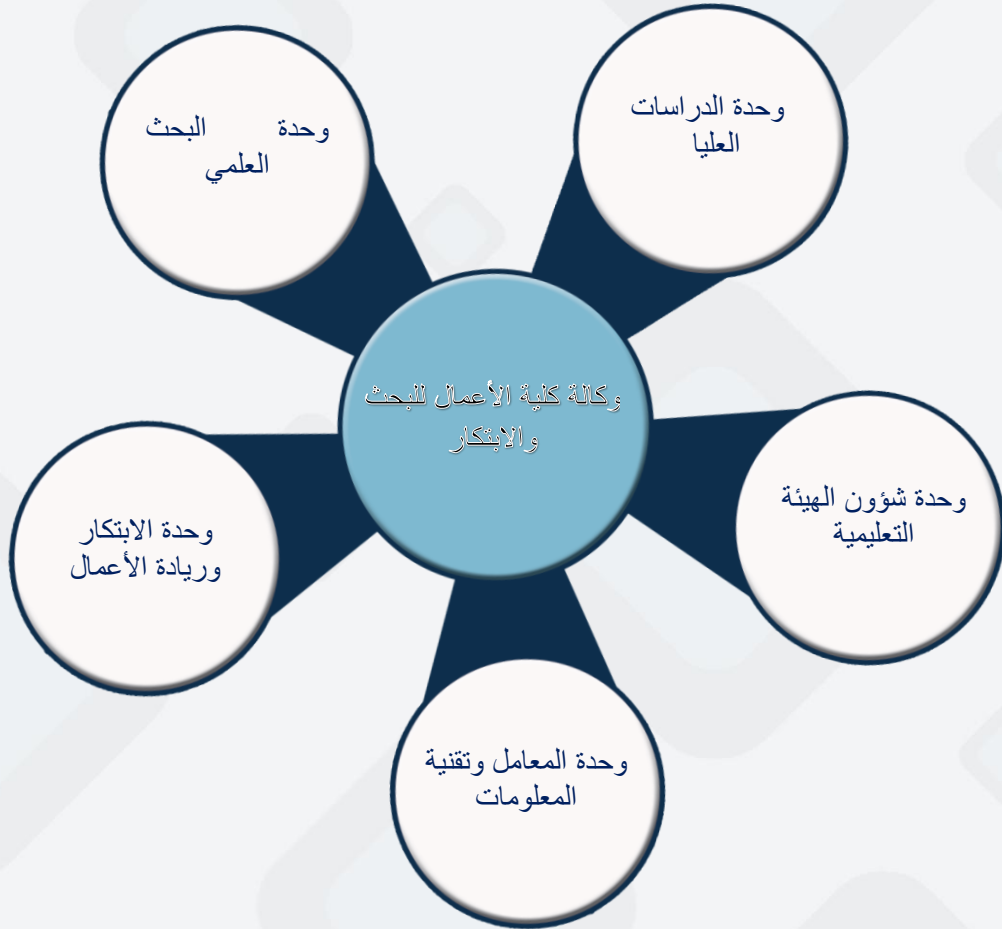 وحدة الدراسات
العليا
وحدة البحث
العلمي
وكالة كلية الأعمال للبحث
والابتكار
وحدة شؤون الهيئة
التعليمية
وحدة الابتكار
وريادة الأعمال
وحدة المعامل وتقنية
المعلومات